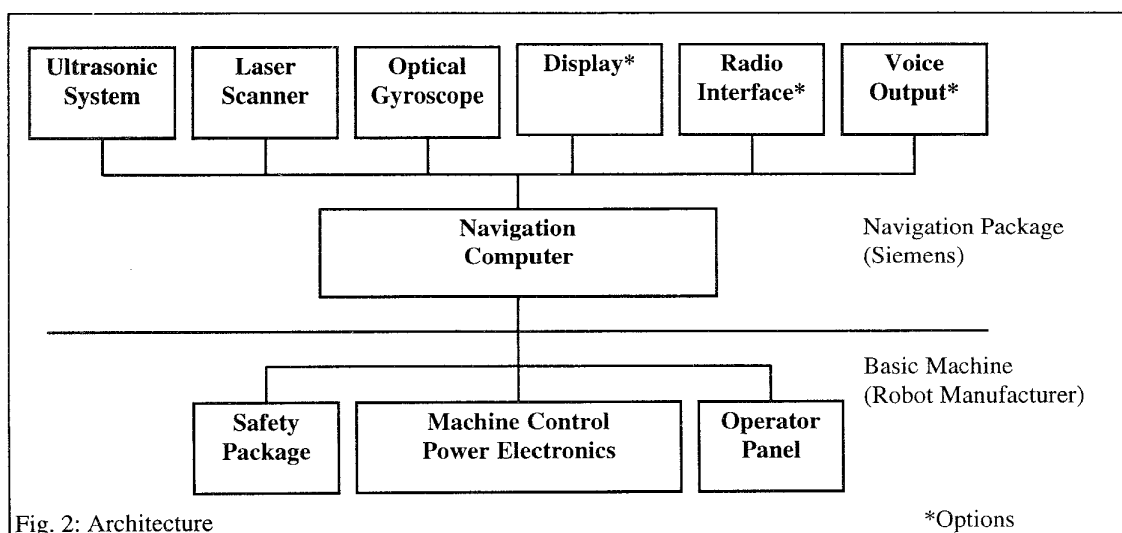 Ultrasonic
System
Laser
Scanner
Optical
Gyroscope
Display*
Radio
Interface*
Voice
Output*
Navigation
Computer
Navigation Package
(Siemens)
Basic Machine
(Robot Manufacturer)
Safety
Package
Machine Control
Power Electronics
Operator
Panel
Fig. 2: Architecture
*Options